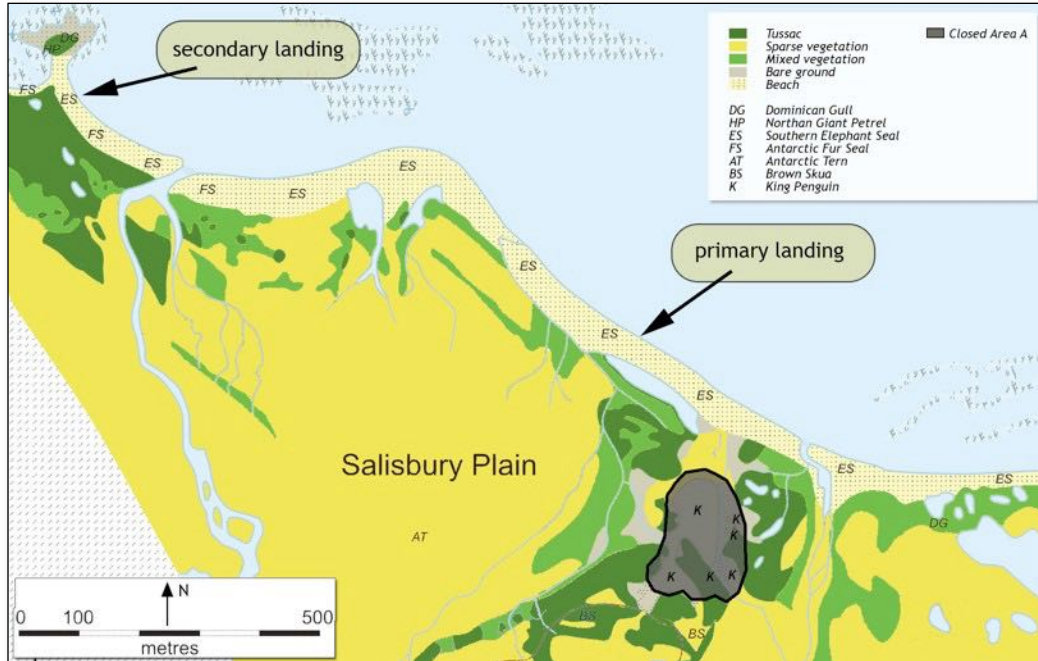 secondary landing
primary landing
Tussac
Sparse vegetation
Mixed vegetation
Bare ground
Beach
Closed Area A
DG Dominican Gull
HP Northan Giant Petrel
ES Southern Elephant Seal
FS Antarctic Fur Seal
AT Antarctic Tern
BS Brown Skua
K King Penguin
DG
HP
FS
ES
FS
ES
FS
ES
ES
ES
ES
ES
ES
ES
DG
Salisbury Plain
AT
K
K
K
K
K
K
BS
BS
N
0 100 500
metres